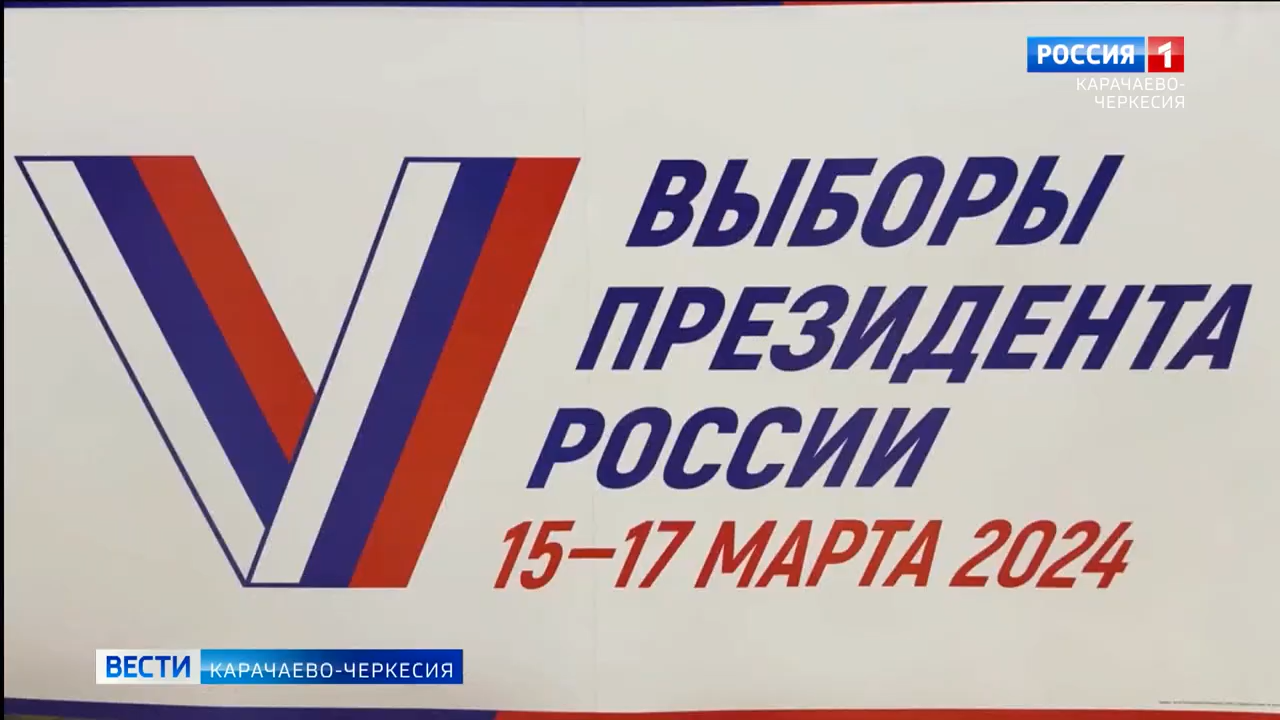 РОССИЯ 1
КАРАЧАЕВО-
ЧЕРКЕСИЯ
ВЫБОРЫ
ПРЕЗИДЕНТА
РОССИИ
15–17 МАРТА 2024
ВЕСТИ КАРАЧАЕВО-ЧЕРКЕСИЯ